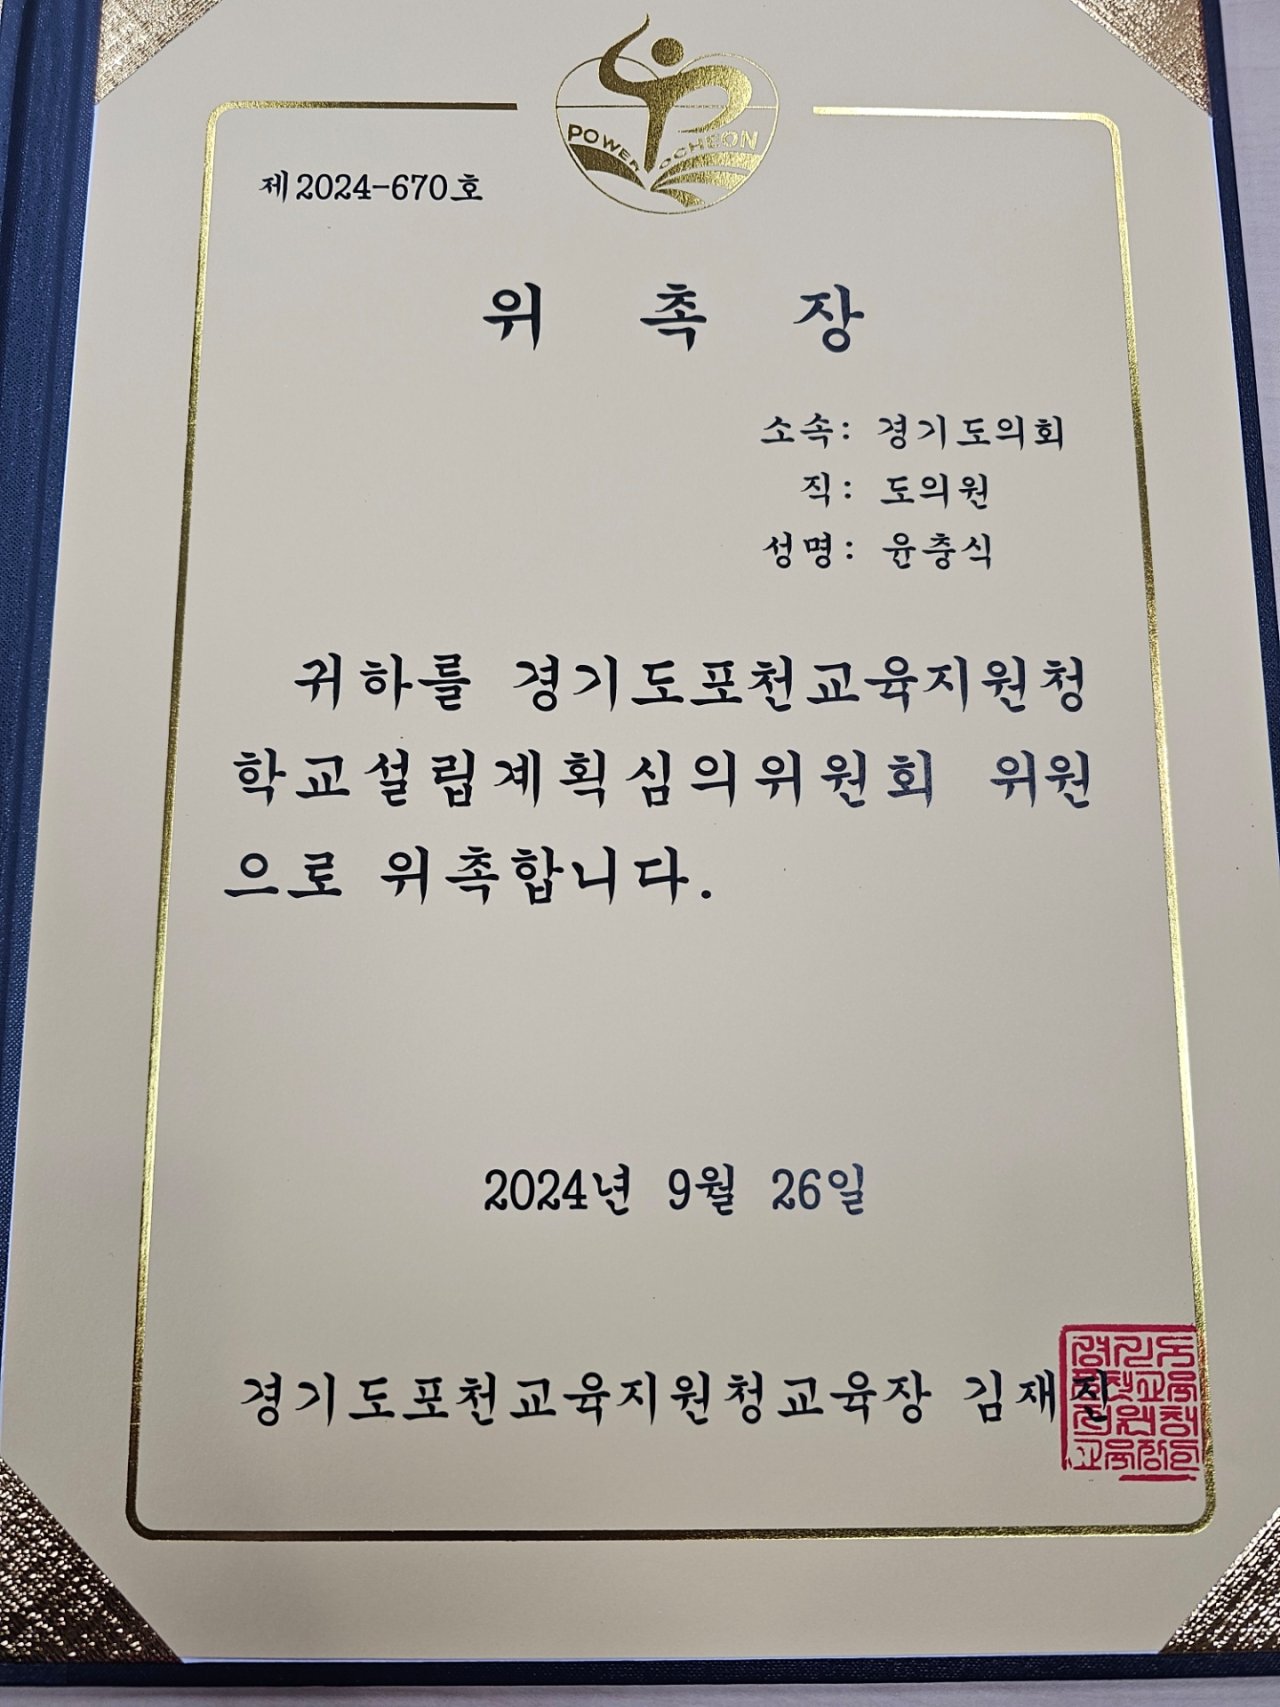 POWER POCHEON
제2024-670호
위 촉 장
소속: 경기도의회
직: 도의원
성명: 윤충식
귀하를 경기도포천교육지원청
학교설립계획심의위원회 위원
으로 위촉합니다.
2024년 9월 26일
경기도포천교육지원청교육장 김재진